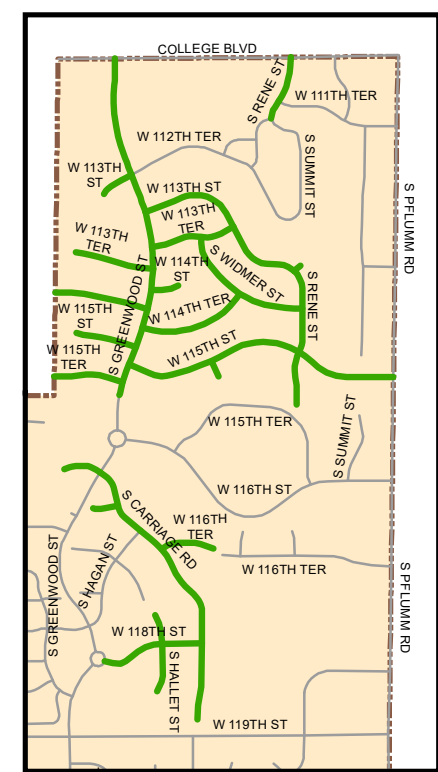 COLLEGE BLVD
S RENE ST
W 111TH TER
W 112TH TER
S SUMMIT ST
W 113TH
ST
W 113TH ST
S PFLUMM RD
W 113TH
TER
W 113TH
TER
S WIDMER ST
W 114TH
ST
S GREENWOOD ST
S RENE ST
W 114TH TER
W 115TH
ST
W 115TH ST
W 115TH
TER
S SUMMIT ST
W 115TH TER
W 116TH ST
S CARRIAGE RD
W 116TH
TER
S GREENWOOD ST
S HAGAN ST
W 116TH TER
S PFLUMM RD
W 118TH ST
S HALLET ST
W 119TH ST